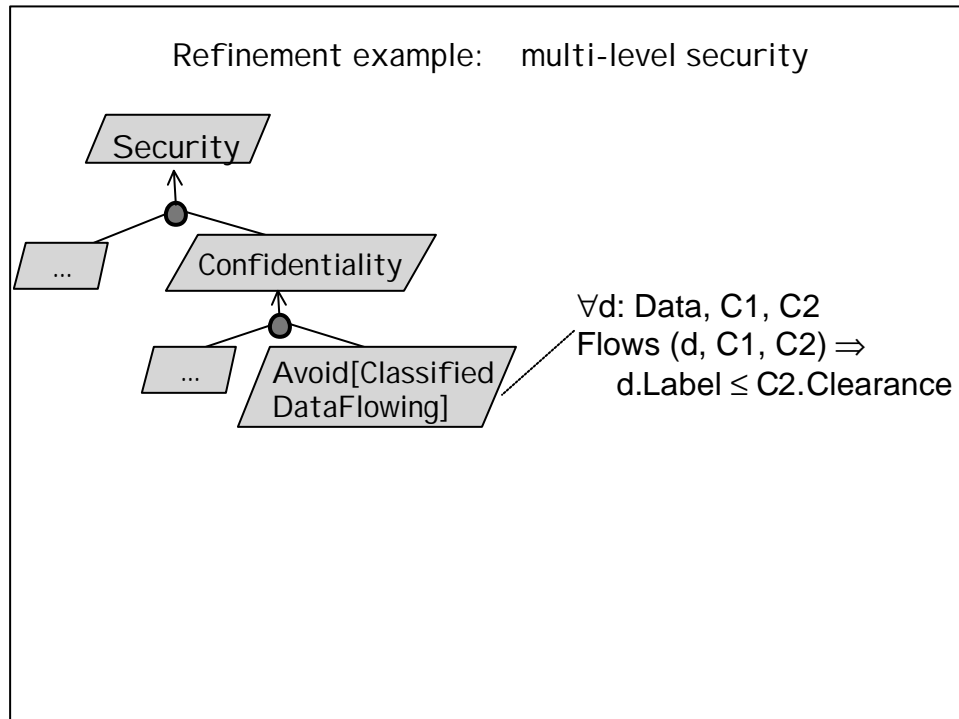 Refinement example: multi-level security
Security
...
Confidentiality
∀d: Data, C1, C2
Flows (d, C1, C2) ⇒
d.Label ≤ C2.Clearance
...
Avoid[Classified
DataFlowing]